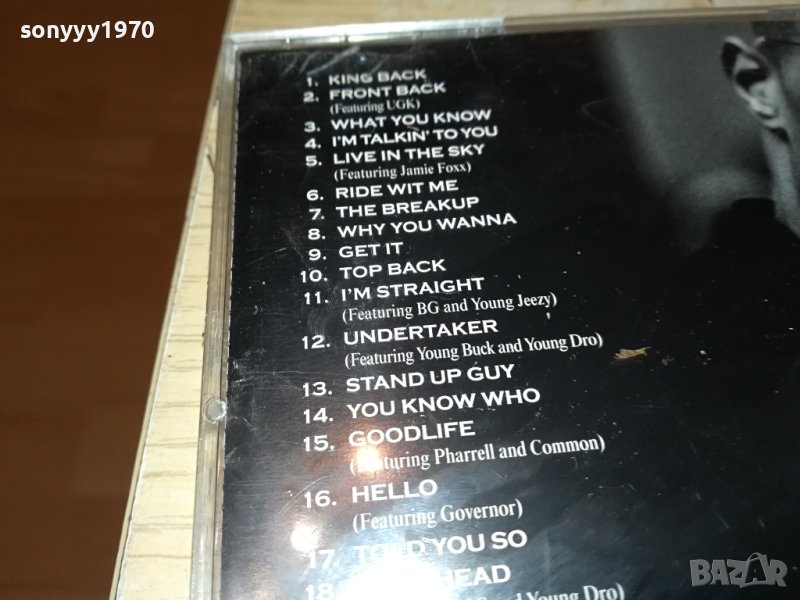 sonyyy1970
1. KING BACK
2. FRONT BACK
(Featuring UGK)
3. WHAT YOU KNOW
4. I'M TALKIN' TO YOU
5. LIVE IN THE SKY
(Featuring Jamie Foxx)
6. RIDE WIT ME
7. THE BREAKUP
8. WHY YOU WANNA
9. GET IT
10. TOP BACK
11. I'M STRAIGHT
(Featuring BG and Young Jeezy)
12. UNDERTAKER
(Featuring Young Buck and Young Dro)
13. STAND UP GUY
14. YOU KNOW WHO
15. GOODLIFE
(Featuring Pharrell and Common)
16. HELLO
(Featuring Governor)
17. TOLD YOU SO
18. HEAD
and Young Dro)
BAZAR